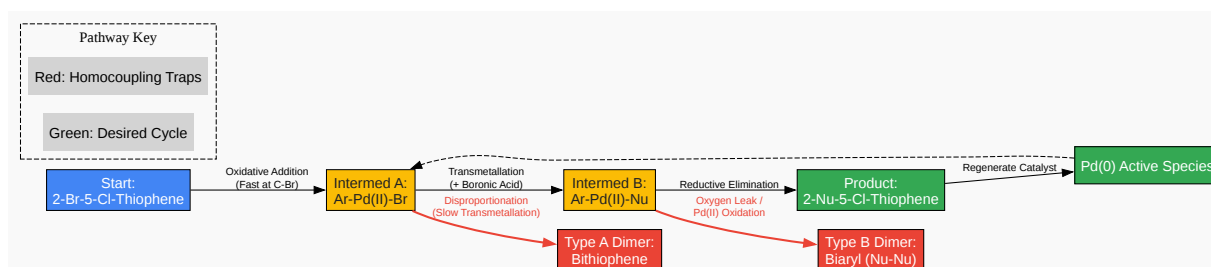 Pathway Key
Red: Homocoupling Traps
Green: Desired Cycle
Start:
2-Br-5-Cl-Thiophene
Oxidative Addition
(Fast at C-Br)
Intermed A:
Ar-Pd(II)-Br
Transmetallation
(+ Boronic Acid)
Disproportionation
(Slow Transmetallation)
Intermed B:
Ar-Pd(II)-Nu
Reductive Elimination
Oxygen Leak /
Pd(II) Oxidation
Product:
2-Nu-5-Cl-Thiophene
Regenerate Catalyst
Pd(0) Active Species
Type A Dimer:
Bithiophene
Type B Dimer:
Biaryl (Nu-Nu)